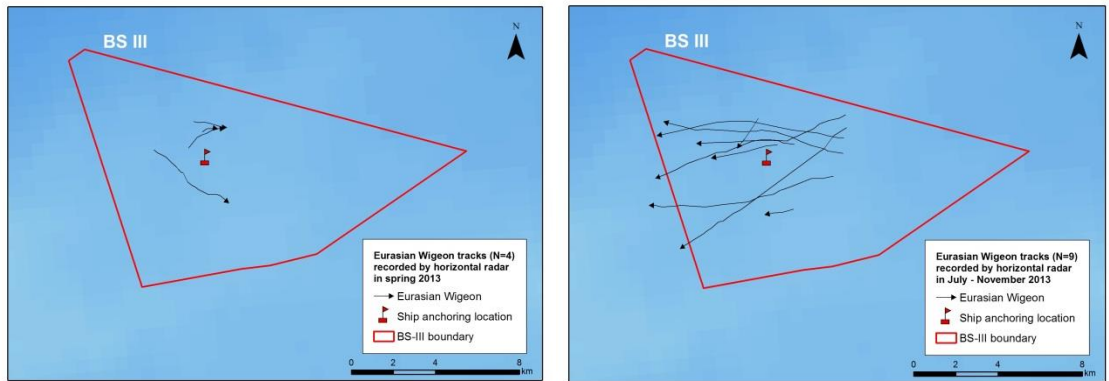 N
BS III
Eurasian Wigeon tracks (N=4)
recorded by horizontal radar
in spring 2013
Eurasian Wigeon
Ship anchoring location
BS-III boundary
0 2 4 8
km
N
BS III
Eurasian Wigeon tracks (N=9)
recorded by horizontal radar
in July - November 2013
Eurasian Wigeon
Ship anchoring location
BS-III boundary
0 2 4 8
km